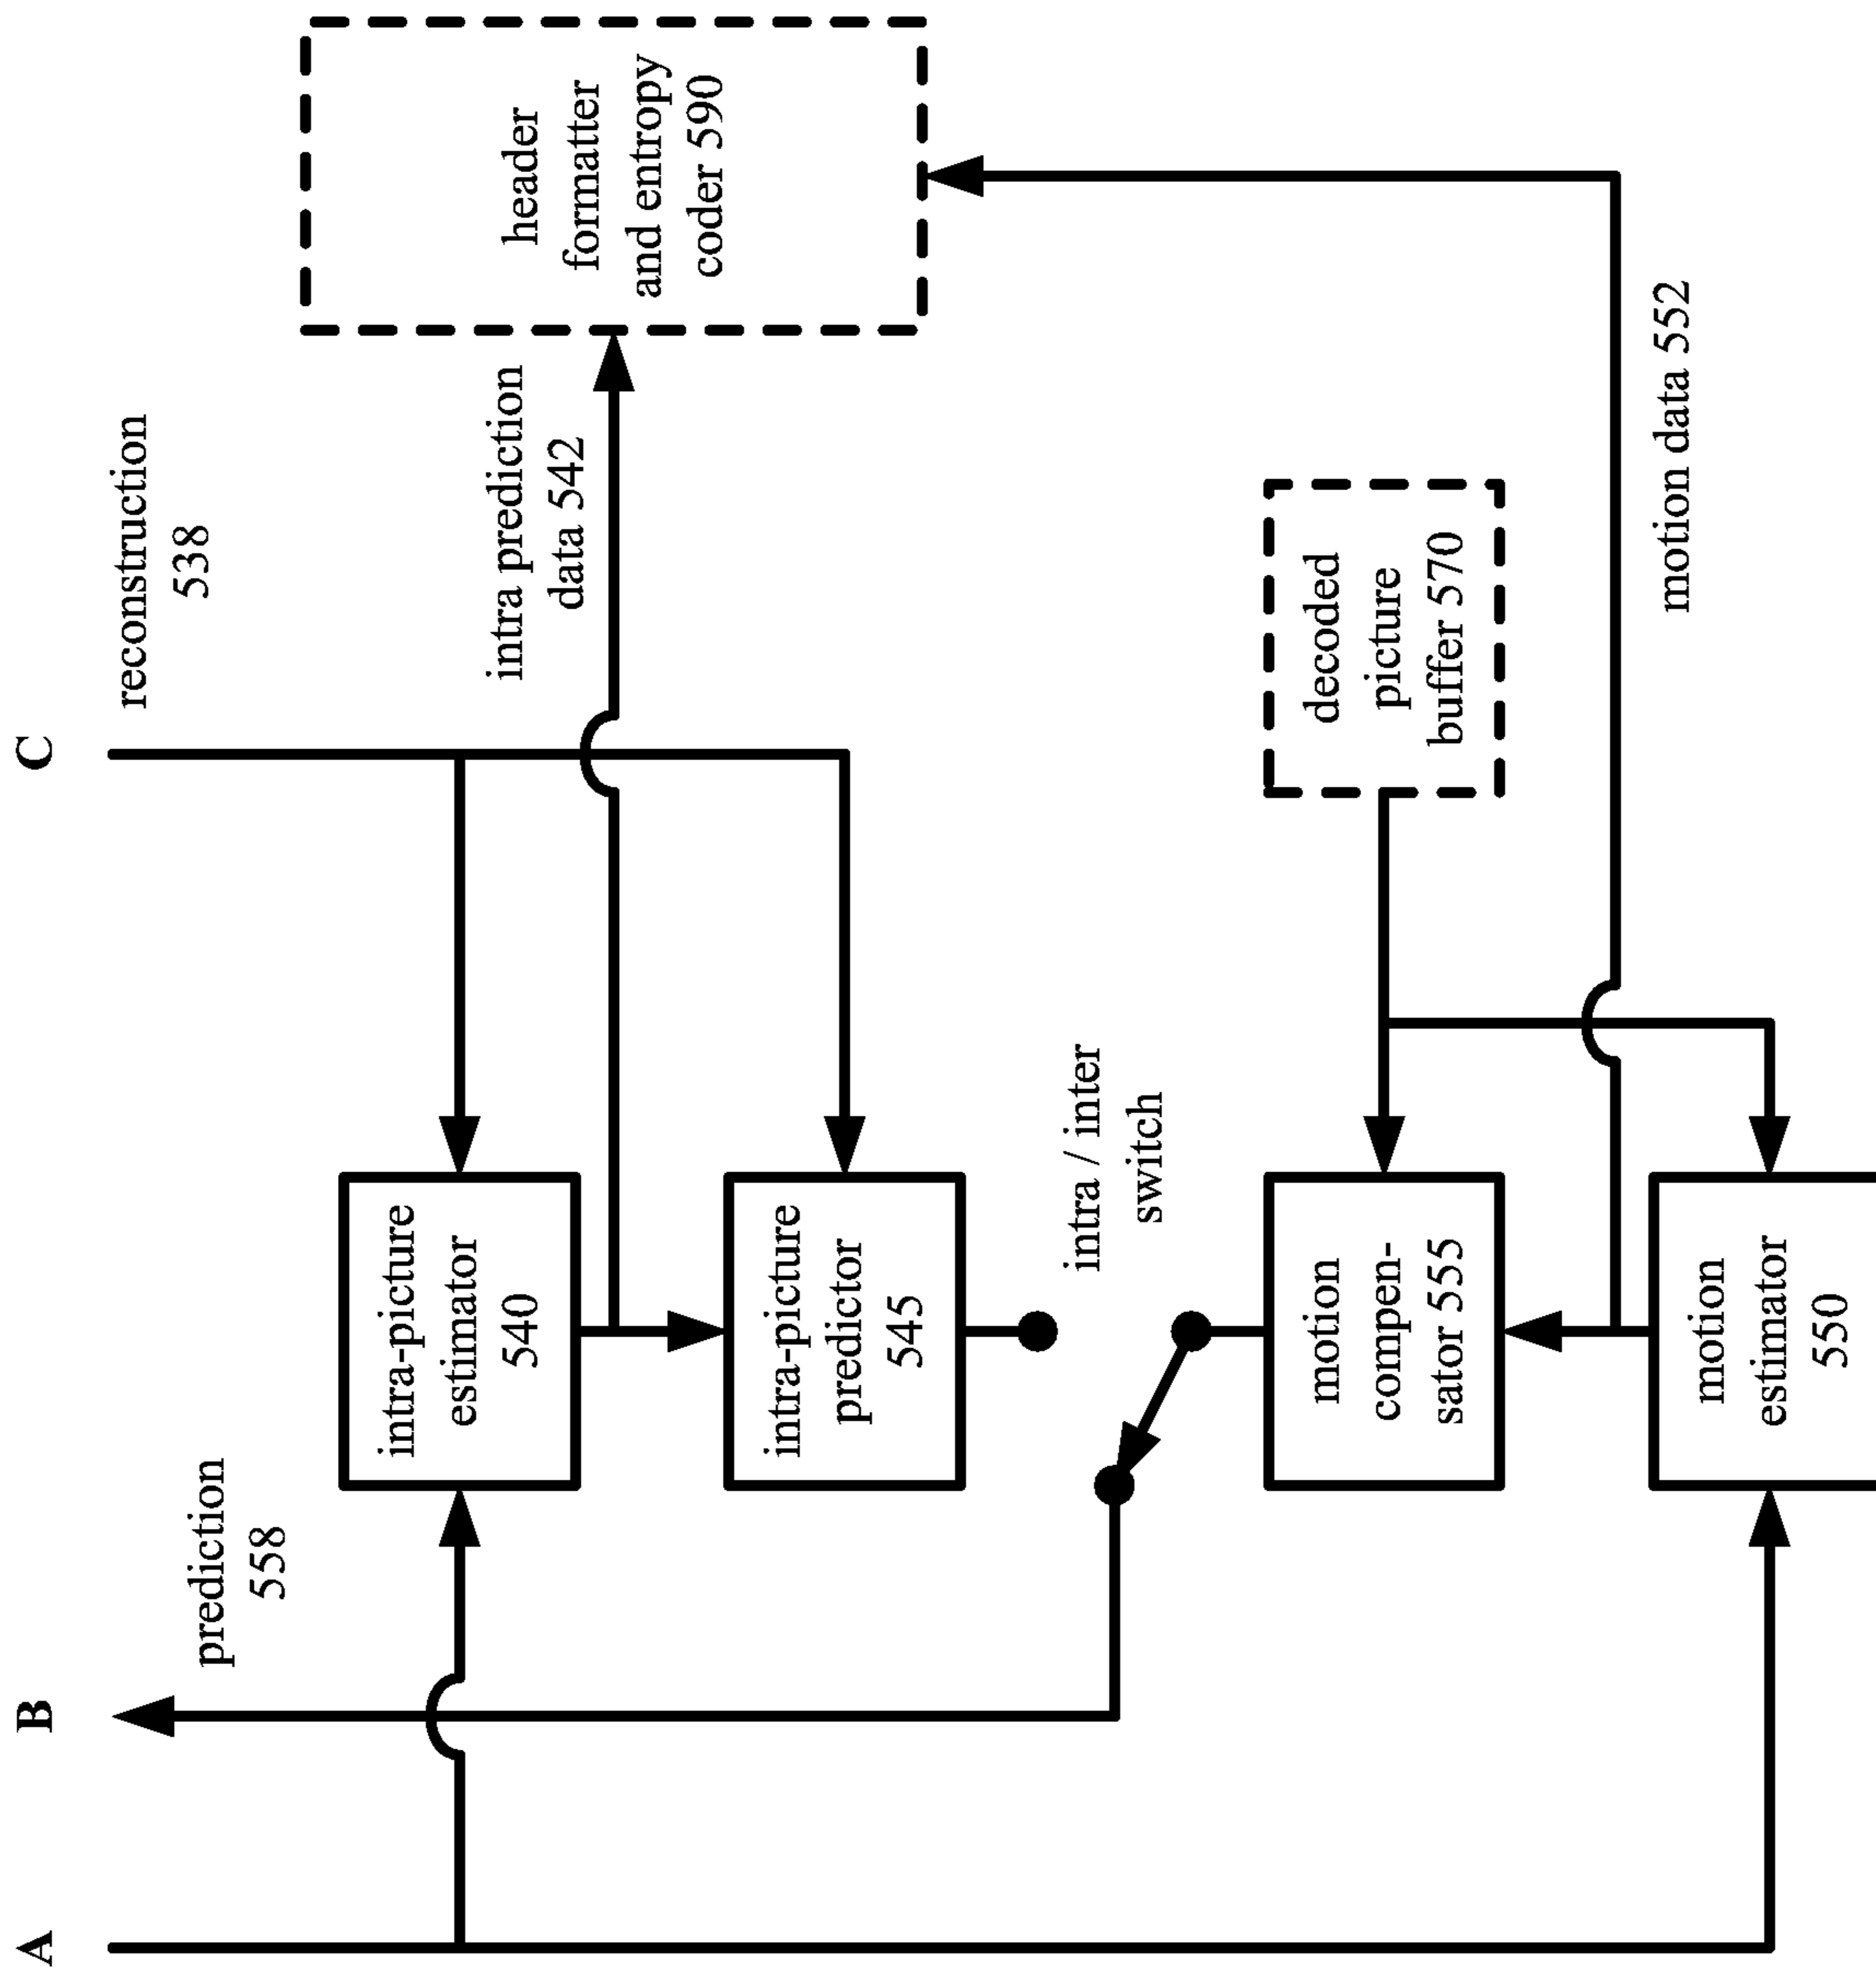 A
B
C
prediction
558
reconstruction
538
intra-picture
estimator
540
intra prediction
data 542
header
formatter
and entropy
coder 590
intra-picture
predictor
545
intra / inter
switch
motion
compen-
sator 555
decoded
picture
buffer 570
motion
estimator
550
motion data 552